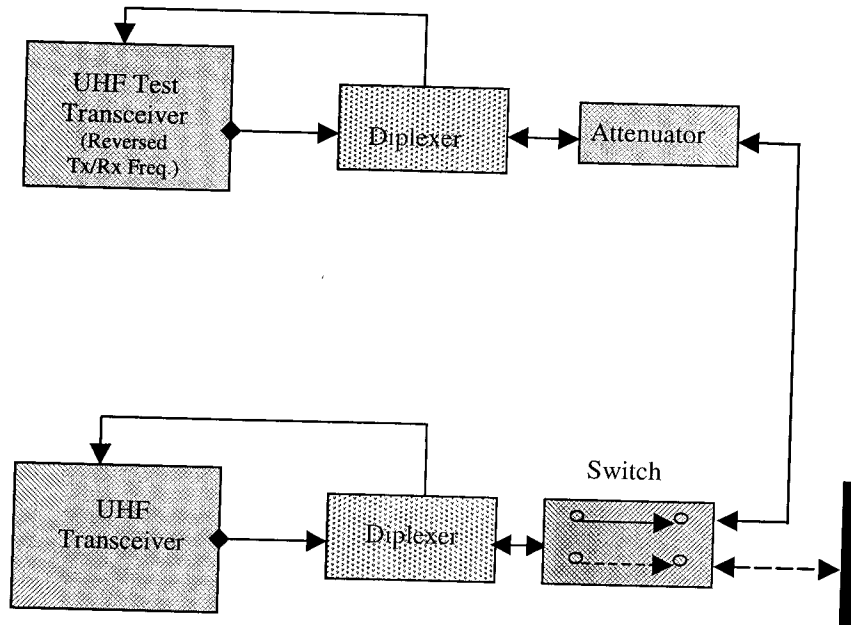 UHF Test
Transceiver
(Reversed
Tx/Rx Freq.)
Diplexer
Attenuator
Switch
UHF
Transceiver
Diplexer